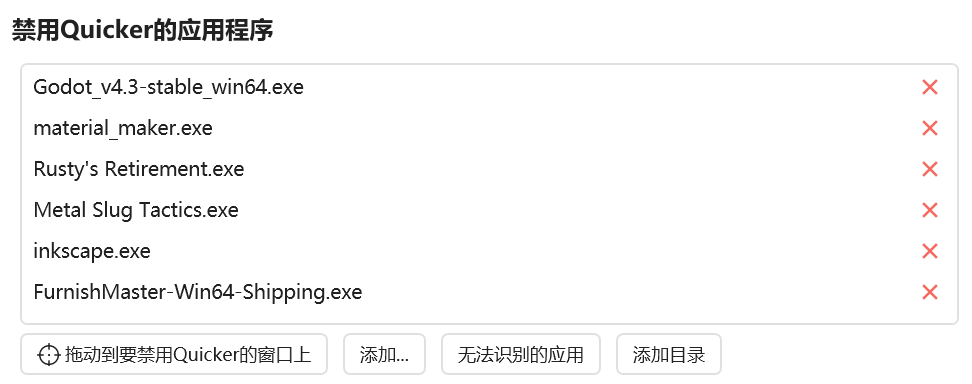 禁用Quicker的应用程序
Godot_v4.3-stable_win64.exe
material_maker.exe
Rusty's Retirement.exe
Metal Slug Tactics.exe
inkscape.exe
FurnishMaster-Win64-Shipping.exe
拖动到要禁用Quicker的窗口上 添加... 无法识别的应用 添加目录